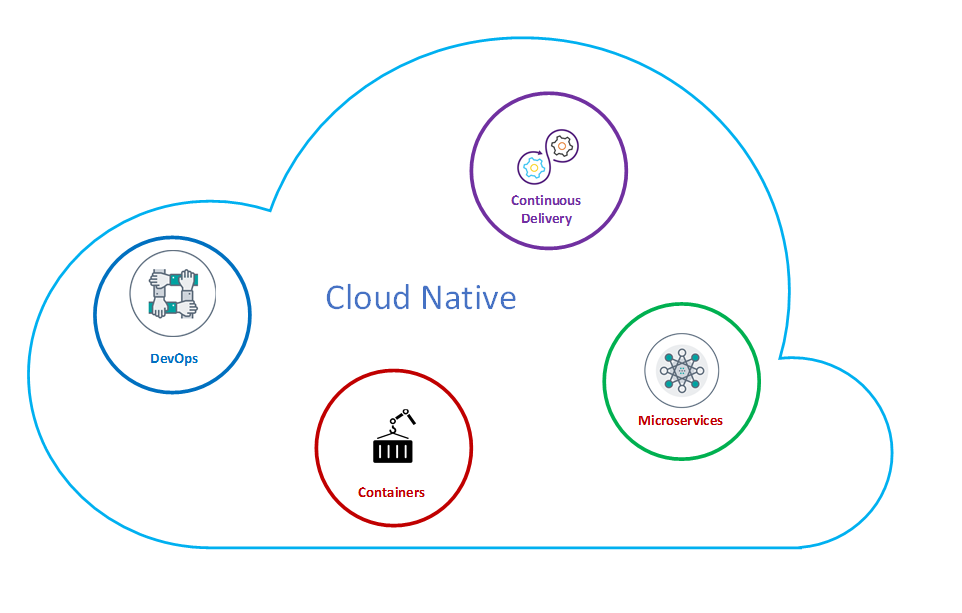 Continuous
Delivery
Cloud Native
DevOps
Microservices
Containers